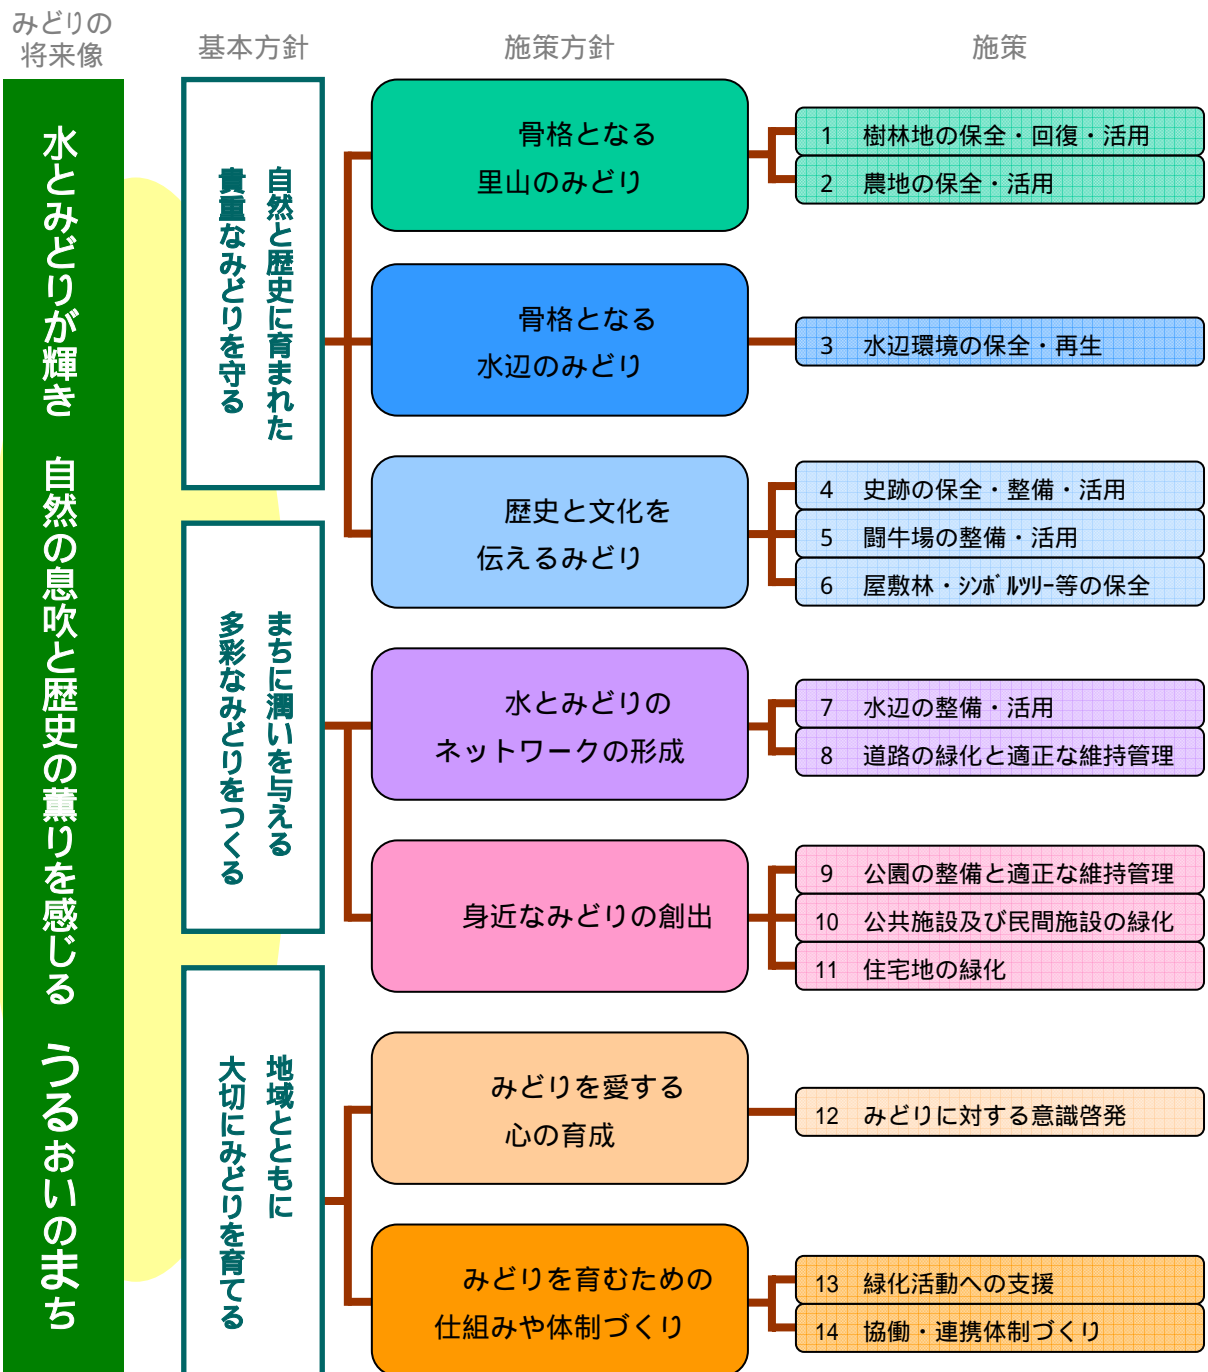 みどりの
将来像
基本方針
施策方針
施策
水とみどりが輝き　自然の息吹と歴史の薫りを感じる　うるおいのまち
自然と歴史に育まれた
貴重なみどりを守る
骨格となる
里山のみどり
1　樹林地の保全・回復・活用
2　農地の保全・活用
骨格となる
水辺のみどり
3　水辺環境の保全・再生
歴史と文化を
伝えるみどり
4　史跡の保全・整備・活用
5　闘牛場の整備・活用
6　屋敷林・ｼﾝﾎﾞﾙﾂﾘｰ等の保全
まちに潤いを与える
多彩なみどりをつくる
水とみどりの
ネットワークの形成
7　水辺の整備・活用
8　道路の緑化と適正な維持管理
身近なみどりの創出
9　公園の整備と適正な維持管理
10　公共施設及び民間施設の緑化
11　住宅地の緑化
地域とともに
大切にみどりを育てる
みどりを愛する
心の育成
12　みどりに対する意識啓発
みどりを育むための
仕組みや体制づくり
13　緑化活動への支援
14　協働・連携体制づくり